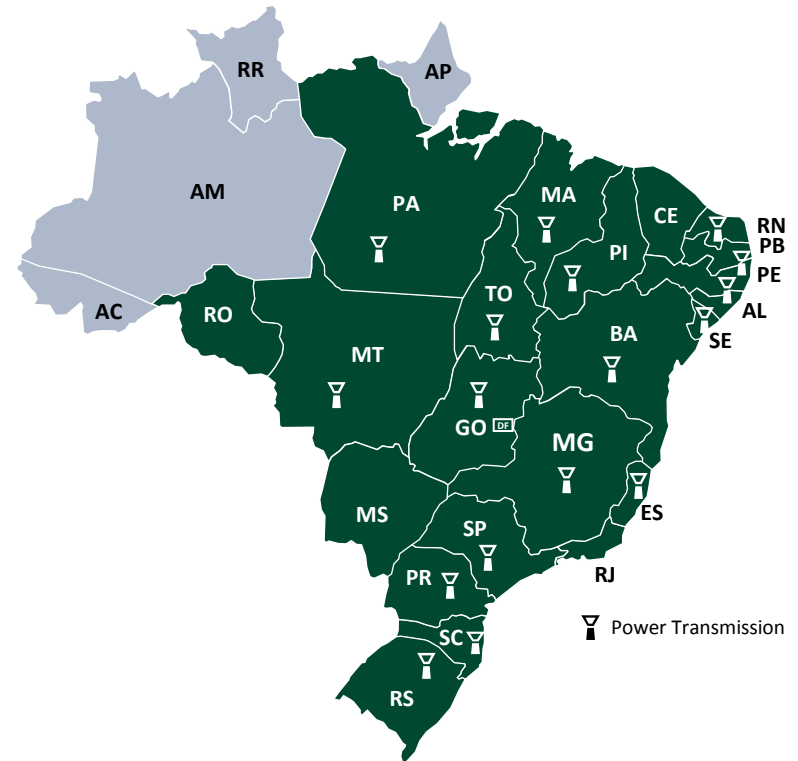 RR
AP
AM
PA
MA
CE
RN
PB
PI
PE
AL
AC
RO
TO
SE
MT
BA
GO
DF
MG
MS
SP
ES
PR
RJ
Power Transmission
SC
RS